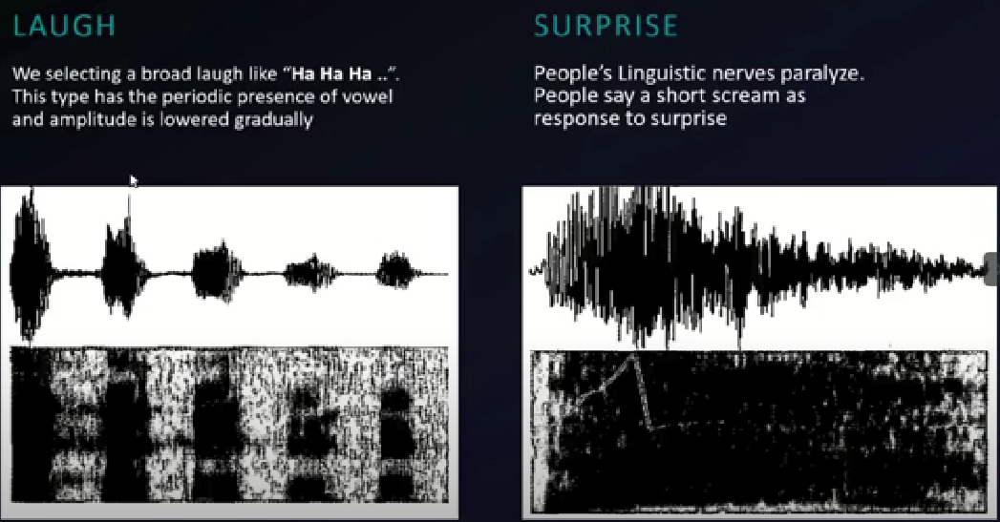 LAUGH
We selecting a broad laugh like “Ha Ha Ha ..”.
This type has the periodic presence of vowel
and amplitude is lowered gradually
SURPRISE
People’s Linguistic nerves paralyze.
People say a short scream as
response to surprise